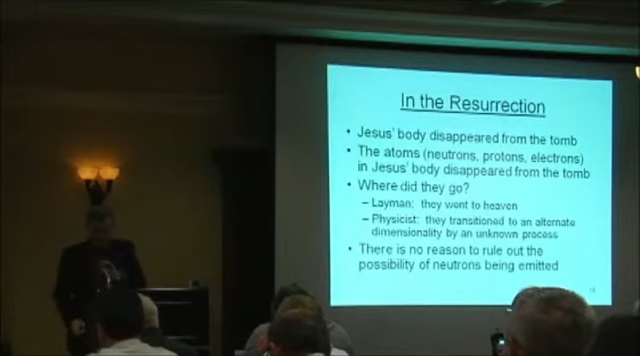 In the Resurrection
• Jesus' body disappeared from the tomb
• The atoms (neutrons, protons, electrons)
in Jesus' body disappeared from the tomb
• Where did they go?
– Layman: they went to heaven
– Physicist: they transitioned to an alternate
dimensionality by an unknown process
• There is no reason to rule out the
possibility of neutrons being emitted